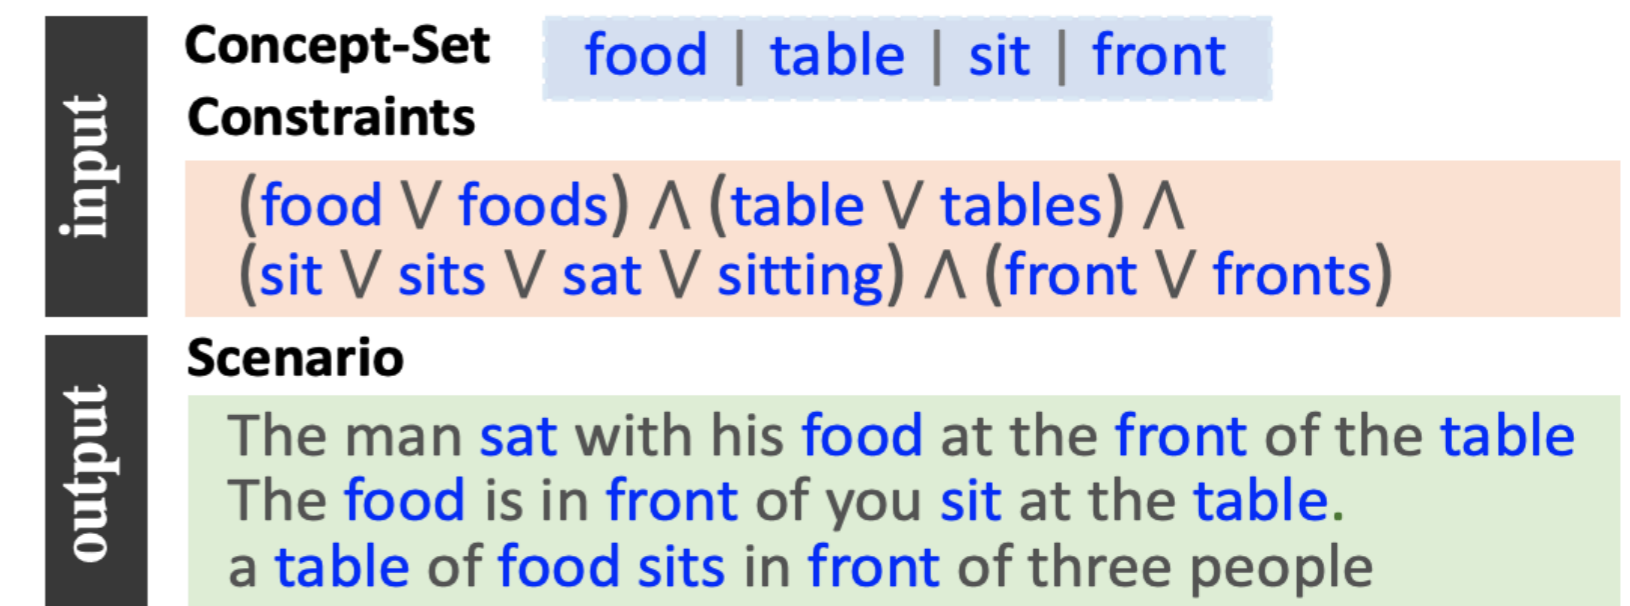 input
Concept-Set
food | table | sit | front
Constraints
(food ∨ foods) ∧ (table ∨ tables) ∧
(sit ∨ sits ∨ sat ∨ sitting) ∧ (front ∨ fronts)
output
Scenario
The man sat with his food at the front of the table
The food is in front of you sit at the table.
a table of food sits in front of three people